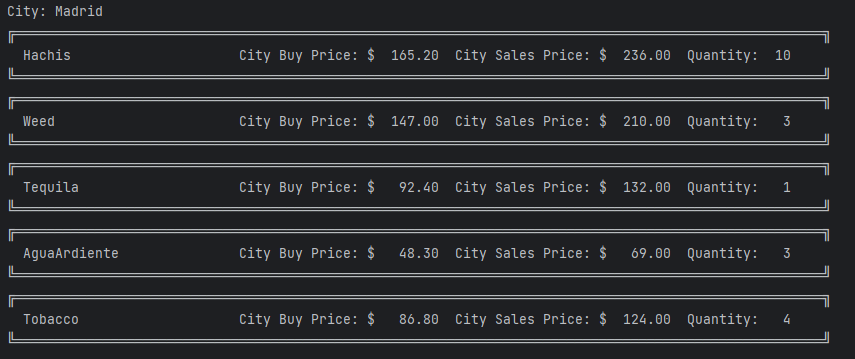 City: Madrid
Hachis City Buy Price: $ 165.20 City Sales Price: $ 236.00 Quantity: 10
Weed City Buy Price: $ 147.00 City Sales Price: $ 210.00 Quantity: 3
Tequila City Buy Price: $ 92.40 City Sales Price: $ 132.00 Quantity: 1
AguaArdiente City Buy Price: $ 48.30 City Sales Price: $ 69.00 Quantity: 3
Tobacco City Buy Price: $ 86.80 City Sales Price: $ 124.00 Quantity: 4